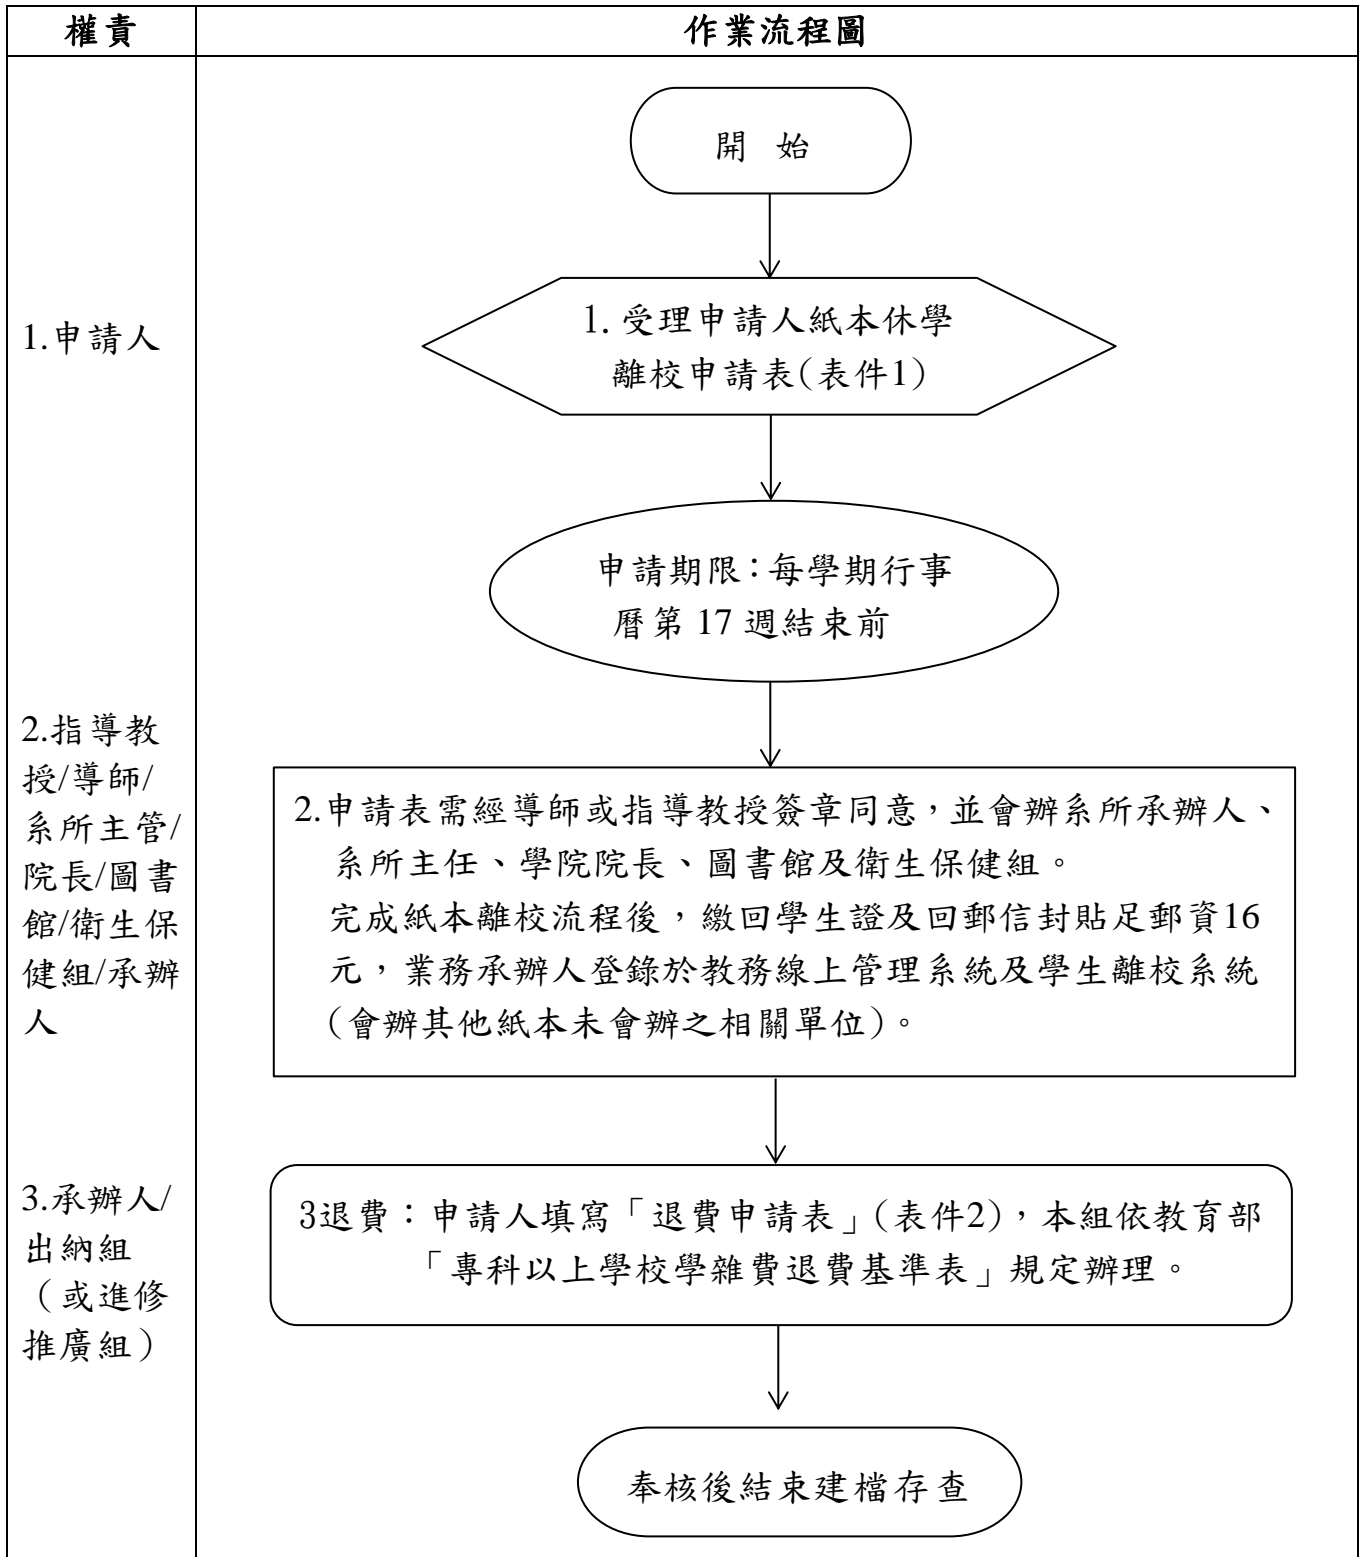 權責
作業流程圖
開 始
1.申請人
1. 受理申請人紙本休學
離校申請表(表件1)
申請期限：每學期行事
曆第 17 週結束前
2.指導教
授/導師/
系所主管/
院長/圖書
館/衛生保
健組/承辦
人
2.申請表需經導師或指導教授簽章同意，並會辦系所承辦人、
系所主任、學院院長、圖書館及衛生保健組。
完成紙本離校流程後，繳回學生證及回郵信封貼足郵資16
元，業務承辦人登錄於教務線上管理系統及學生離校系統
(會辦其他紙本未會辦之相關單位)。
3.承辦人/
出納組
（或進修
推廣組）
3退費：申請人填寫「退費申請表」(表件2)，本組依教育部
「專科以上學校學雜費退費基準表」規定辦理。
奉核後結束建檔存查